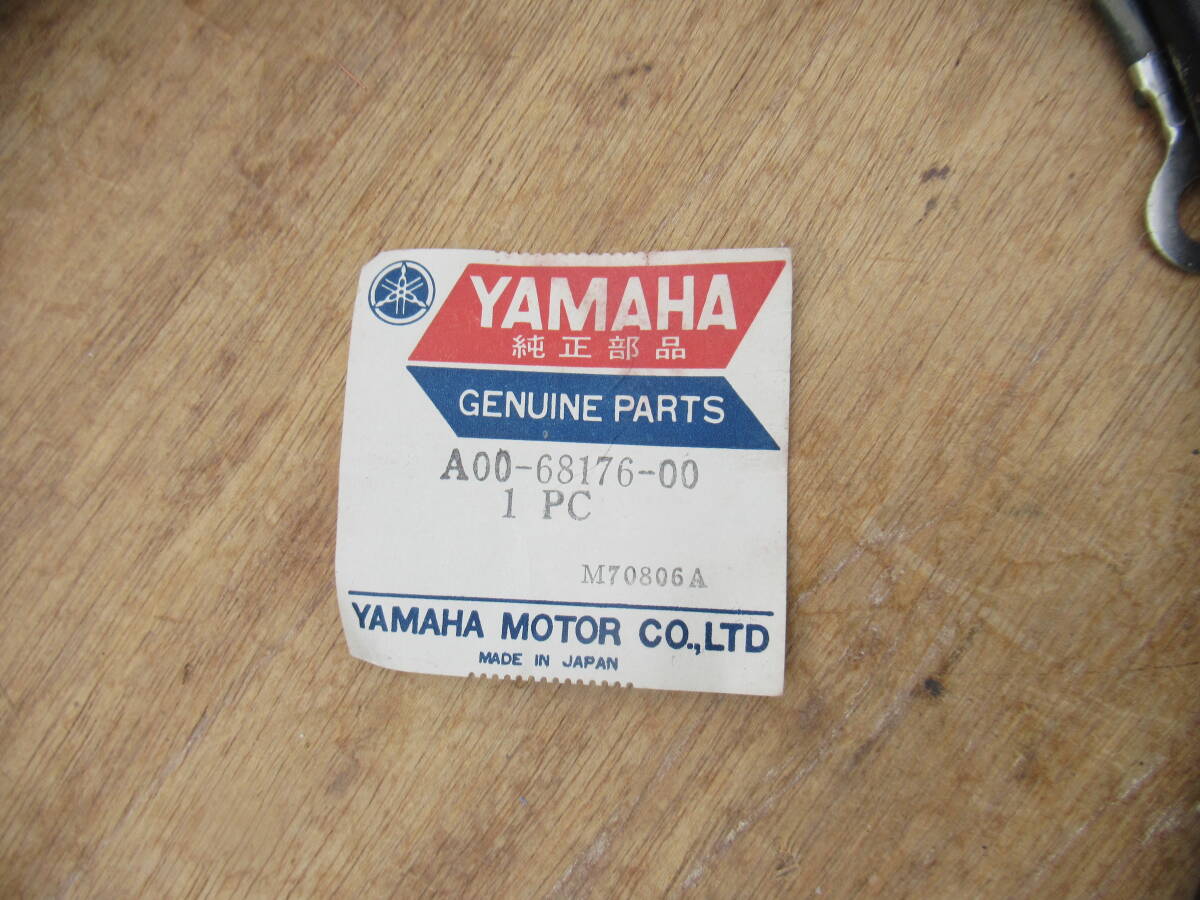 YAMAHA
純正部品
GENUINE PARTS
A00-68176-00
1 PC
M70806A
YAMAHA MOTOR CO.,LTD
MADE IN JAPAN